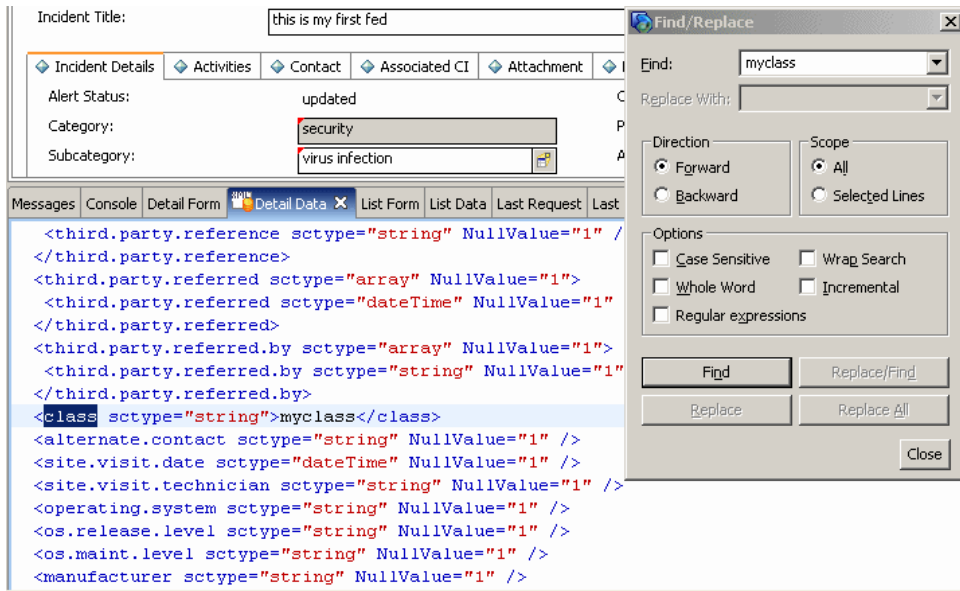 Incident Title:
this is my first fed
Incident Details
Activities
Contact
Associated CI
Attachment
Alert Status:
updated
Category:
security
Subcategory:
virus infection
Messages
Console
Detail Form
Detail Data
List Form
List Data
Last Request
Last
<third.party.reference sctype="string" NullValue="1" /
</third.party.reference>
<third.party.referred sctype="array" NullValue="1">
<third.party.referred sctype="dateTime" NullValue="1"
</third.party.referred>
<third.party.referred.by sctype="array" NullValue="1">
<third.party.referred.by sctype="string" NullValue="1"
</third.party.referred.by>
<class sctype="string">myclass</class>
<alternate.contact sctype="string" NullValue="1" />
<site.visit.date sctype="dateTime" NullValue="1" />
<site.visit.technician sctype="string" NullValue="1" />
<operating.system sctype="string" NullValue="1" />
<os.release.level sctype="string" NullValue="1" />
<os.maint.level sctype="string" NullValue="1" />
<manufacturer sctype="string" NullValue="1" />
Find/Replace
Find:
myclass
Replace With:
Direction
Forward
Backward
Scope
All
Selected Lines
Options
Case Sensitive
Wrap Search
Whole Word
Incremental
Regular expressions
Find
Replace/Find
Replace
Replace All
Close